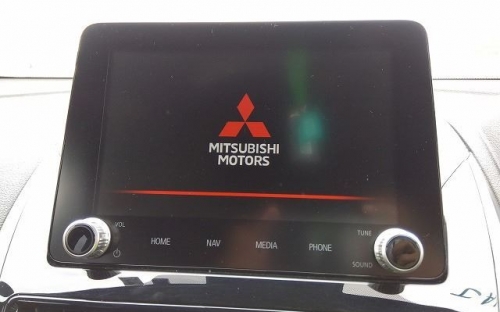 MITSUBISHI
MOTORS
VOL
TUNE
HOME NAV MEDIA PHONE
SOUND